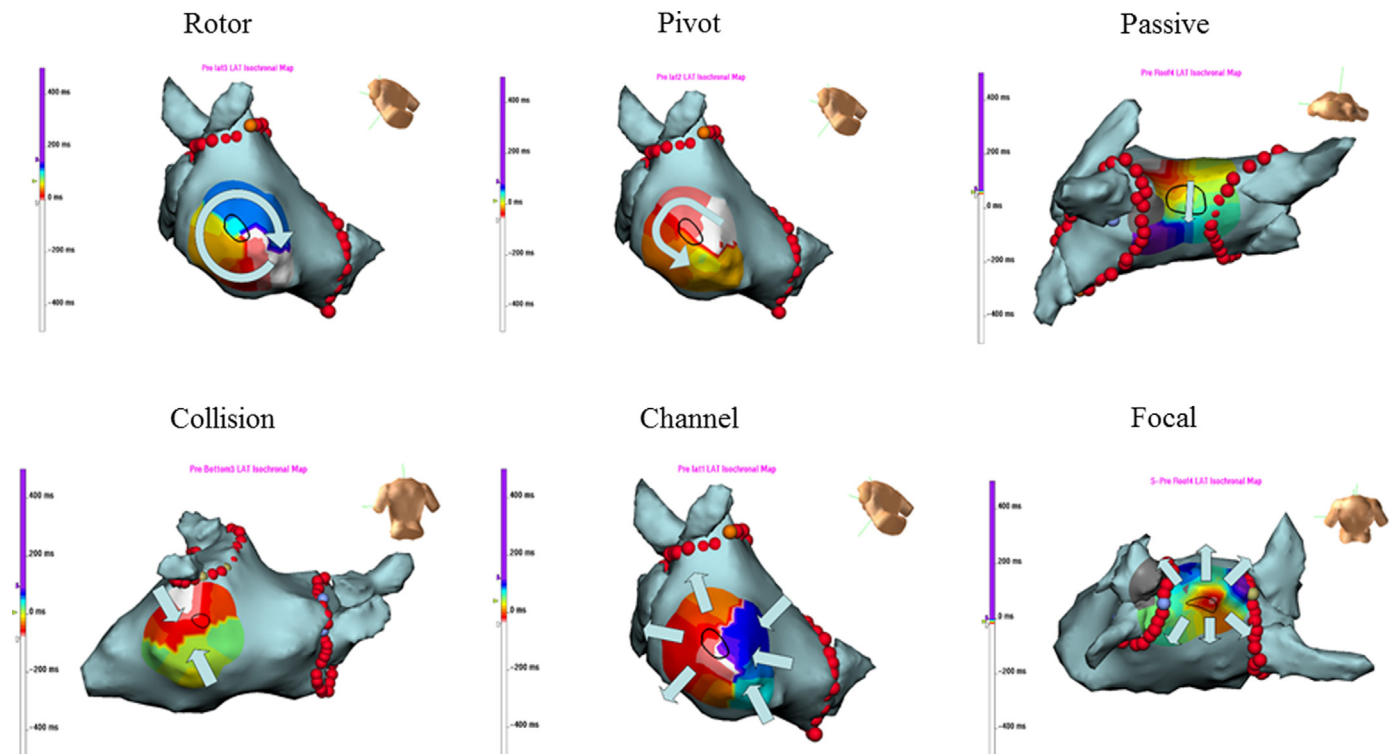 Rotor
Pivot
Passive
Pre lat3 LAT Isochronal Map
400 ms
200 ms
0 ms
-200 ms
-400 ms
Pre lat2 LAT Isochronal Map
400 ms
200 ms
0 ms
-200 ms
-400 ms
Pre Roof4 LAT Isochronal Map
400 ms
200 ms
0 ms
-200 ms
-400 ms
Collision
Channel
Focal
Pre Bottom3 LAT Isochronal Map
400 ms
200 ms
0 ms
-200 ms
-400 ms
Pre lat1 LAT Isochronal Map
400 ms
200 ms
0 ms
-200 ms
-400 ms
S-Pre Roof4 LAT Isochronal Map
400 ms
200 ms
0 ms
-200 ms
-400 ms